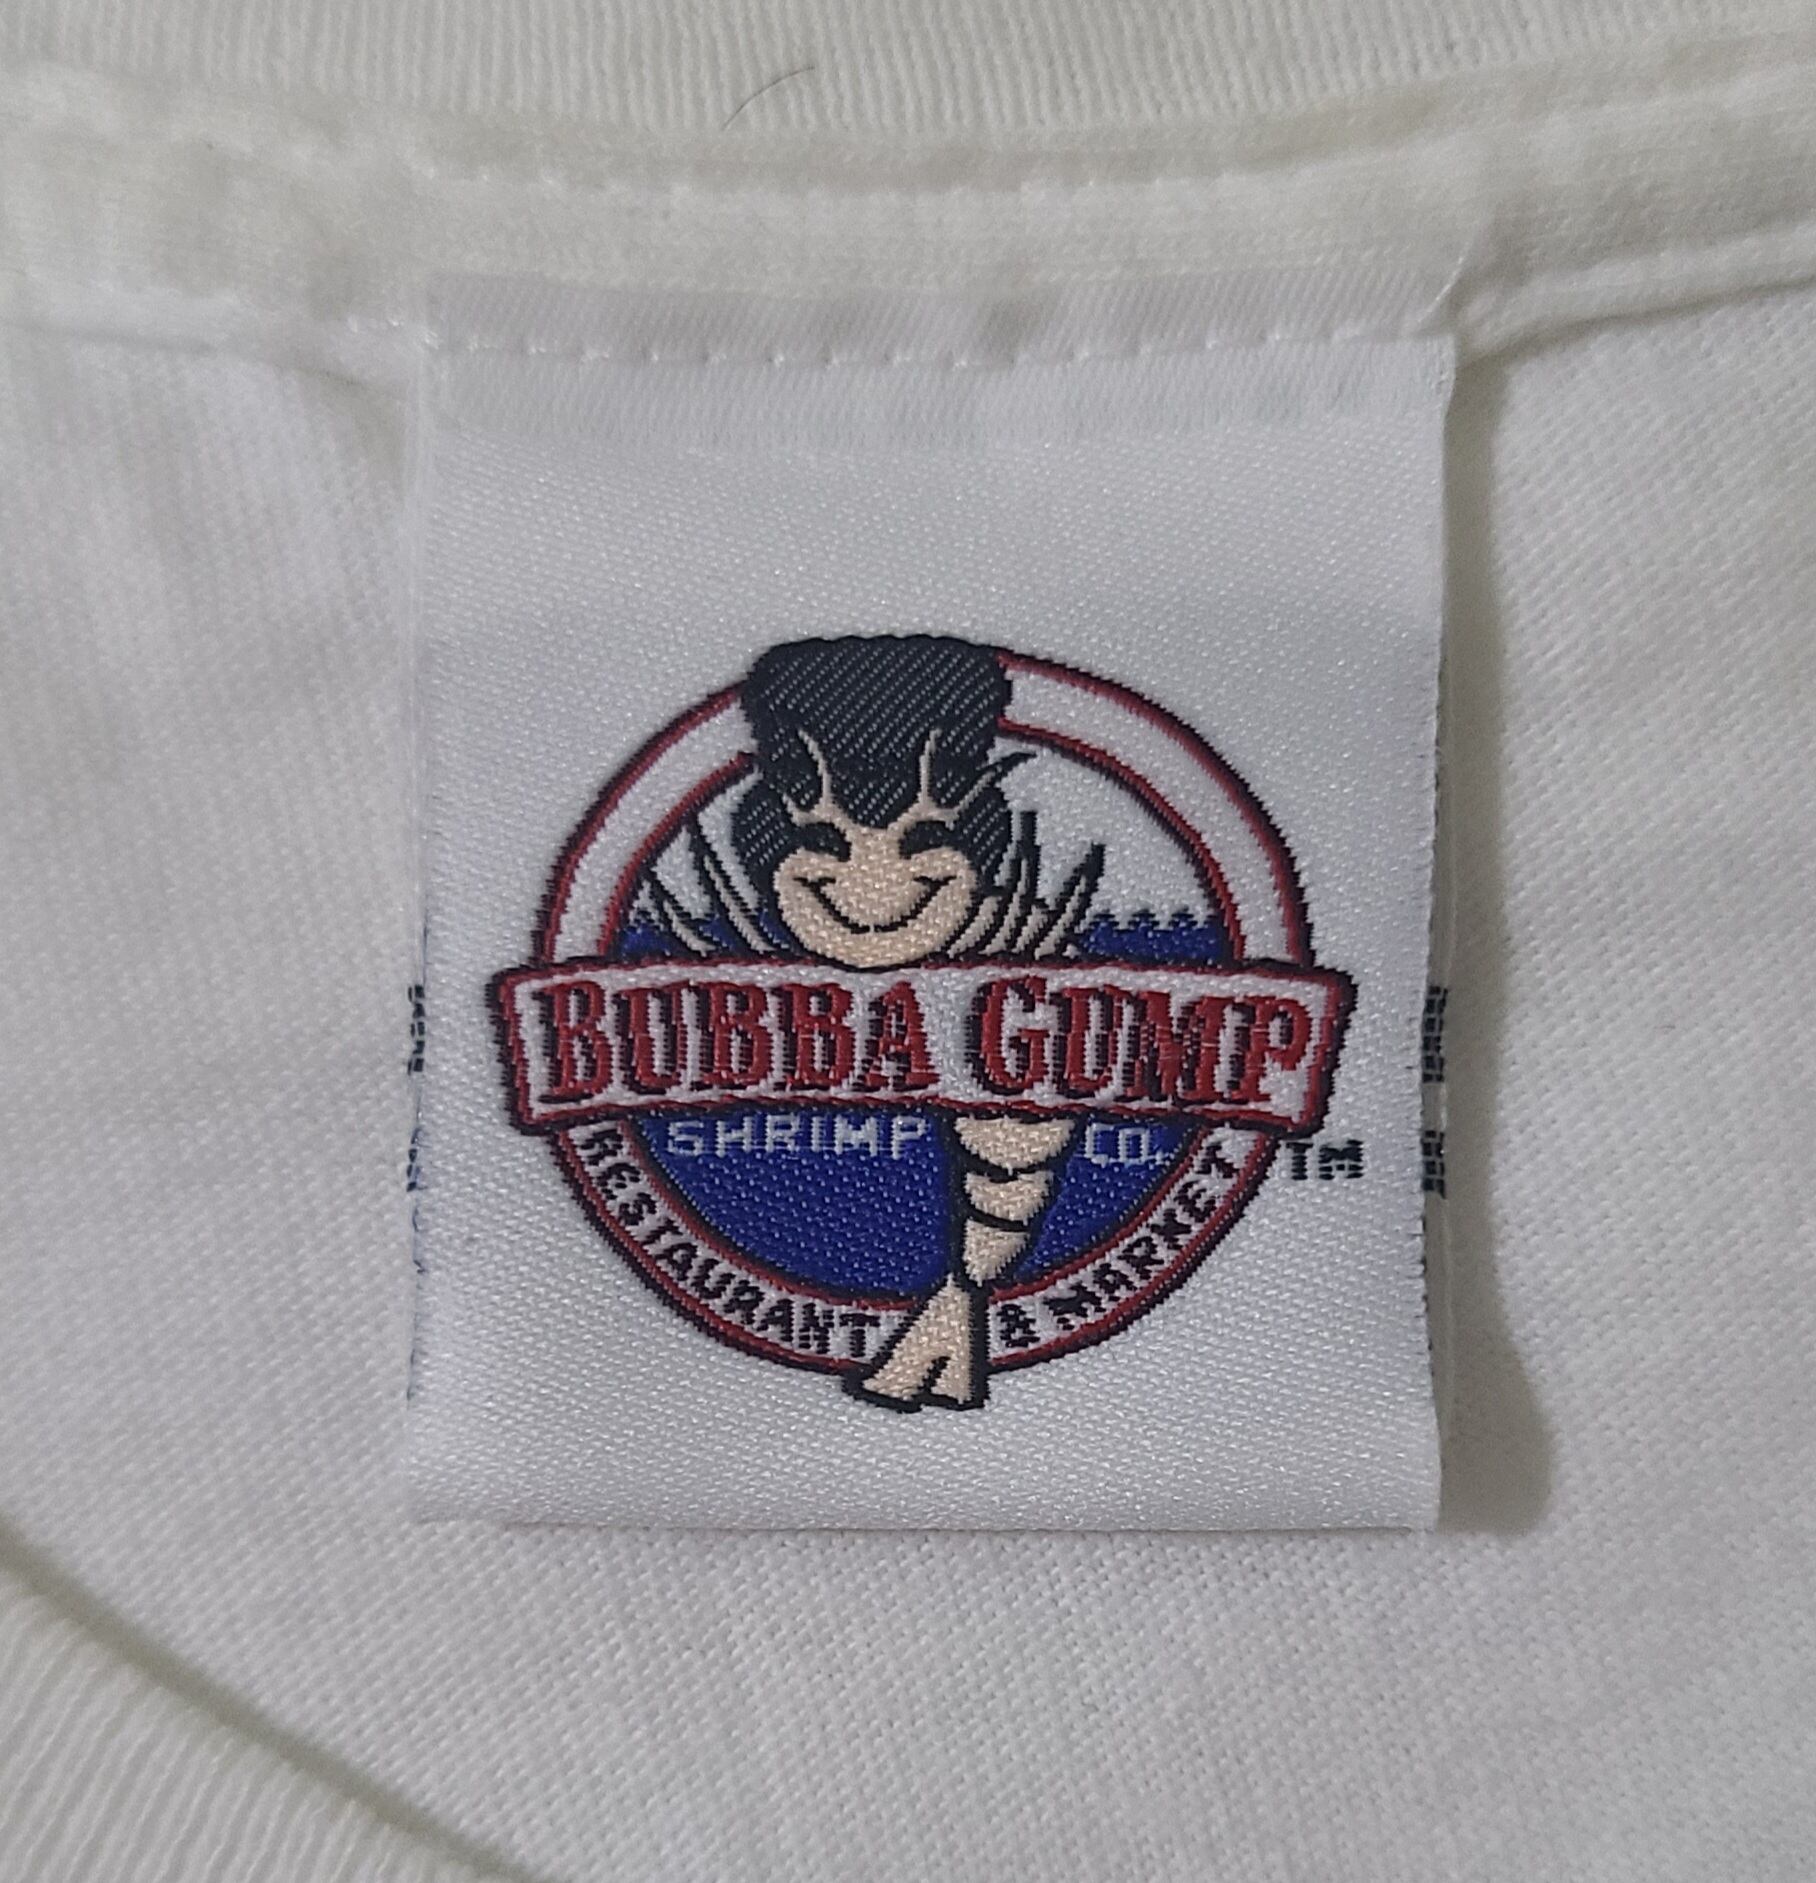 BUBBA GUMP
SHRIMP CO.
RESTAURANT & MARKET
TM